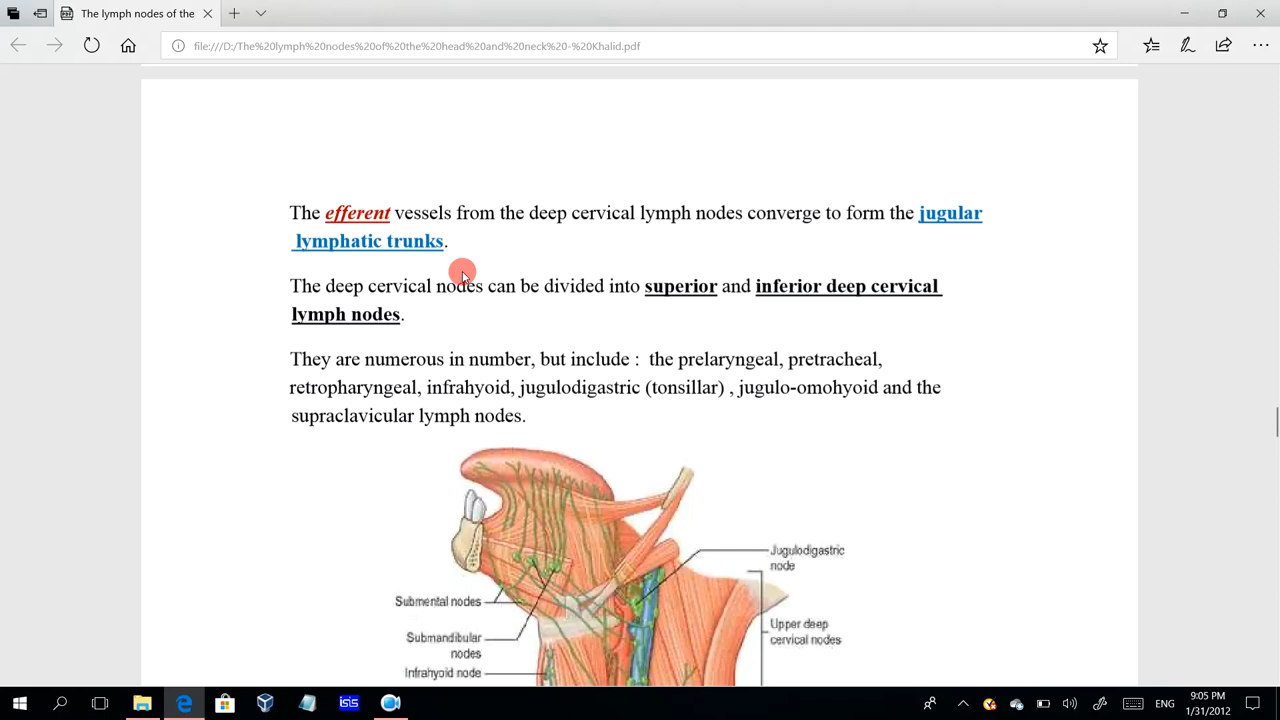 The lymph nodes of the
file:///D:/The%20lymph%20nodes%20of%20the%20head%20and%20neck%20-%20Khalid.pdf
The efferent vessels from the deep cervical lymph nodes converge to form the jugular
lymphatic trunks.
The deep cervical nodes can be divided into superior and inferior deep cervical
lymph nodes.
They are numerous in number, but include : the prelaryngeal, pretracheal,
retropharyngeal, infrahyoid, jugulodigastric (tonsillar) , jugulo-omohyoid and the
supraclavicular lymph nodes.
Jugulodigastric
node
Submental nodes
Upper deep
cervical nodes
Submandibular
nodes
Infrahyoid node
isis
ENG
9:05 PM
1/31/2012